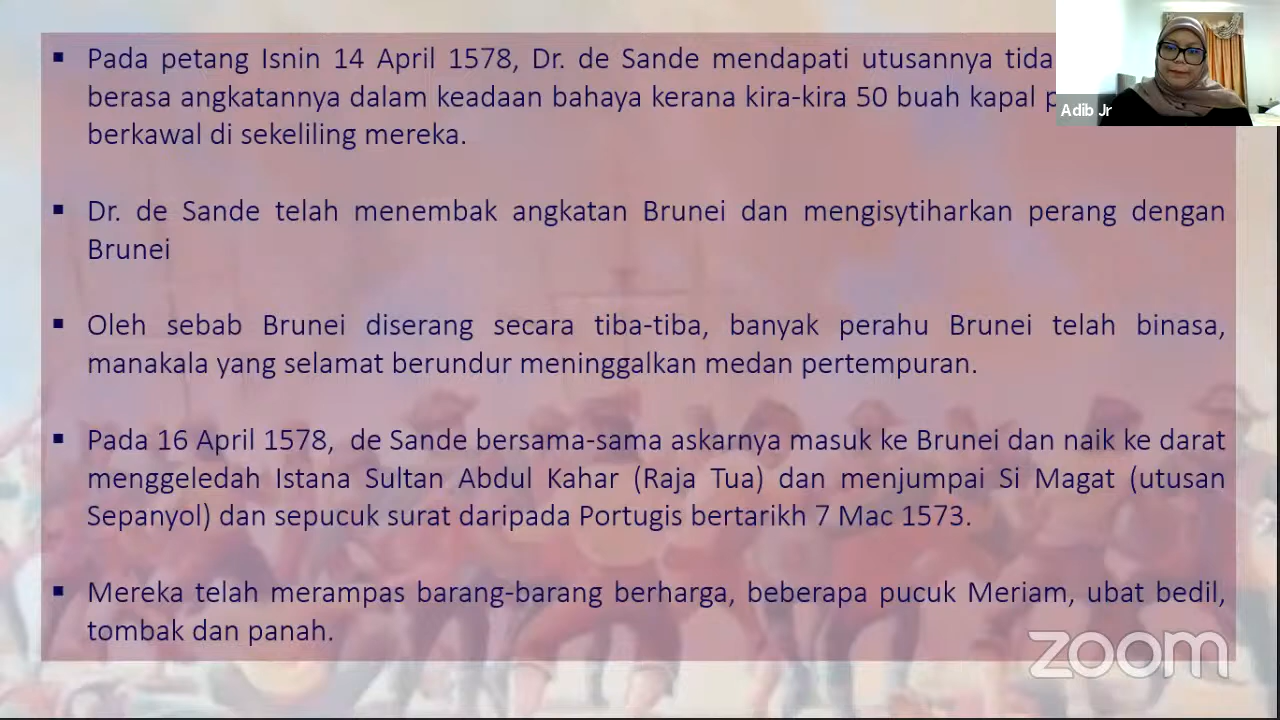 ▪ Pada petang Isnin 14 April 1578, Dr. de Sande mendapati utusannya
berasa angkatannya dalam keadaan bahaya kerana kira-kira 50 buah kapal
berkawal di sekeliling mereka.
▪ Dr. de Sande telah menembak angkatan Brunei dan mengisytiharkan perang dengan
Brunei
▪ Oleh sebab Brunei diserang secara tiba-tiba, banyak perahu Brunei telah binasa,
manakala yang selamat berundur meninggalkan medan pertempuran.
▪ Pada 16 April 1578, de Sande bersama-sama askarnya masuk ke Brunei dan naik ke darat
menggeledah Istana Sultan Abdul Kahar (Raja Tua) dan menjumpai Si Magat (utusan
Sepanyol) dan sepucuk surat daripada Portugis bertarikh 7 Mac 1573.
▪ Mereka telah merampas barang-barang berharga, beberapa pucuk Meriam, ubat bedil,
tombak dan panah.
Adib Jr
zoom